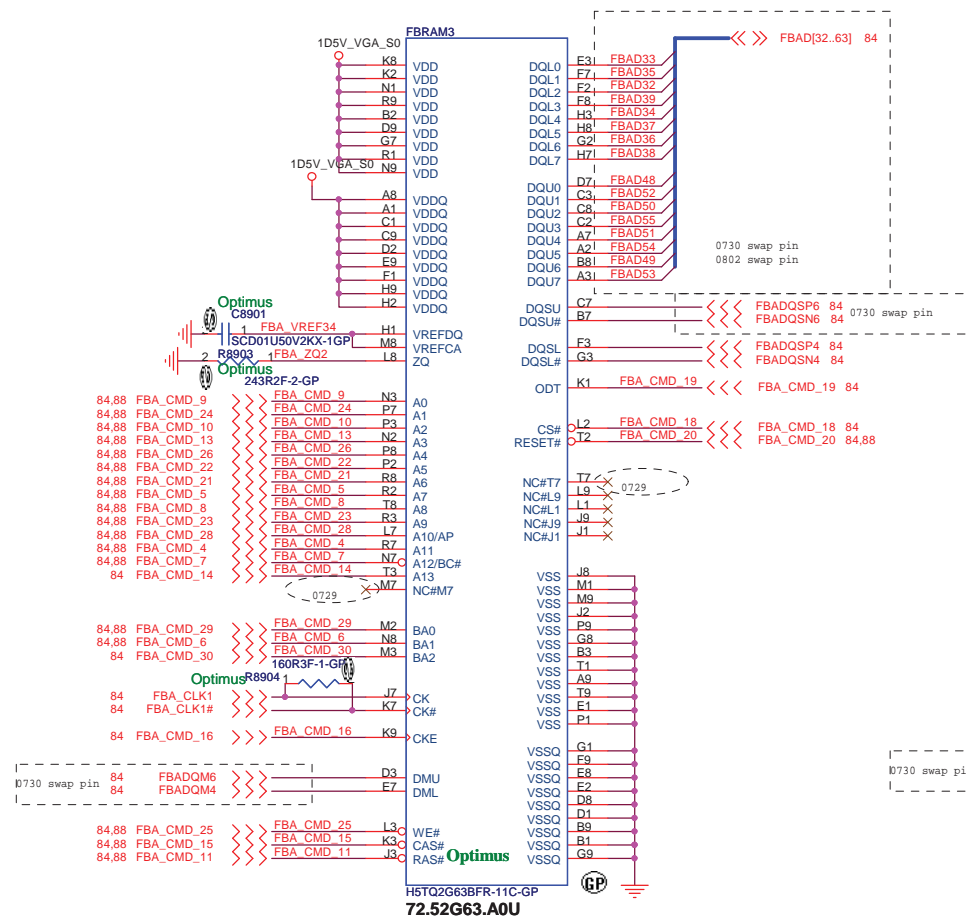 FBRAM3
1D5V_VGA_S0
K8 VDD
K2 VDD
N1 VDD
R9 VDD
B2 VDD
D9 VDD
G7 VDD
R1 VDD
N9 VDD
1D5V_VGA_S0
A8 VDDQ
A1 VDDQ
C1 VDDQ
C9 VDDQ
D2 VDDQ
E9 VDDQ
F1 VDDQ
H9 VDDQ
H2 VDDQ
Optimus
C8901
1 FBA_VREF34 H1 VREFDQ
SCD01U50V2KX-1GP M8 VREFCA
2 R8903 1 FBA_ZQ2 L8 ZQ
Optimus
243R2F-2-GP
84,88 FBA_CMD_9 FBA_CMD_9 N3 A0
84,88 FBA_CMD_24 FBA_CMD_24 P7 A1
84,88 FBA_CMD_10 FBA_CMD_10 P3 A2
84,88 FBA_CMD_13 FBA_CMD_13 N2 A3
84,88 FBA_CMD_26 FBA_CMD_26 P8 A4
84,88 FBA_CMD_22 FBA_CMD_22 P2 A5
84,88 FBA_CMD_21 FBA_CMD_21 R8 A6
84,88 FBA_CMD_5 FBA_CMD_5 R2 A7
84,88 FBA_CMD_8 FBA_CMD_8 T8 A8
84,88 FBA_CMD_23 FBA_CMD_23 R3 A9
84,88 FBA_CMD_28 FBA_CMD_28 L7 A10/AP
84,88 FBA_CMD_4 FBA_CMD_4 R7 A11
84,88 FBA_CMD_7 FBA_CMD_7 N7 A12/BC#
84 FBA_CMD_14 FBA_CMD_14 T3 A13
0729 M7 NC#M7
84,88 FBA_CMD_29 FBA_CMD_29 M2 BA0
84,88 FBA_CMD_6 FBA_CMD_6 N8 BA1
84 FBA_CMD_30 FBA_CMD_30 M3 BA2
160R3F-1-GP
Optimus R8904 1
84 FBA_CLK1 J7 CK
84 FBA_CLK1# K7 CK#
84 FBA_CMD_16 FBA_CMD_16 K9 CKE
0730 swap pin
84 FBADQM6 D3 DMU
84 FBADQM4 E7 DML
84,88 FBA_CMD_25 FBA_CMD_25 L3 WE#
84,88 FBA_CMD_15 FBA_CMD_15 K3 CAS#
84,88 FBA_CMD_11 FBA_CMD_11 J3 RAS#
Optimus
FBAD[32..63] 84
DQL0 E3 FBAD33
DQL1 F7 FBAD35
DQL2 F2 FBAD32
DQL3 F8 FBAD39
DQL4 H3 FBAD34
DQL5 H8 FBAD37
DQL6 G2 FBAD36
DQL7 H7 FBAD38
DQU0 D7 FBAD48
DQU1 C3 FBAD52
DQU2 C8 FBAD50
DQU3 C2 FBAD55
DQU4 A7 FBAD51
DQU5 A2 FBAD54
DQU6 B8 FBAD49
DQU7 A3 FBAD53
0730 swap pin
0802 swap pin
DQSU C7 FBADQSP6 84
DQSU# B7 FBADQSN6 84
0730 swap pin
DQSL F3 FBADQSP4 84
DQSL# G3 FBADQSN4 84
ODT K1 FBA_CMD_19 FBA_CMD_19 84
CS# L2 FBA_CMD_18 FBA_CMD_18 84
RESET# T2 FBA_CMD_20 FBA_CMD_20 84,88
NC#T7 T7
0729
NC#L9 L9
NC#L1 L1
NC#J9 J9
NC#J1 J1
VSS J8
VSS M1
VSS M9
VSS J2
VSS P9
VSS G8
VSS B3
VSS T1
VSS A9
VSS T9
VSS E1
VSS P1
VSSQ G1
VSSQ F9
VSSQ E8
VSSQ E2
VSSQ D8
VSSQ D1
VSSQ B9
VSSQ B1
VSSQ G9
0730 swap pi
GP
H5TQ2G63BFR-11C-GP
72.52G63.A0U